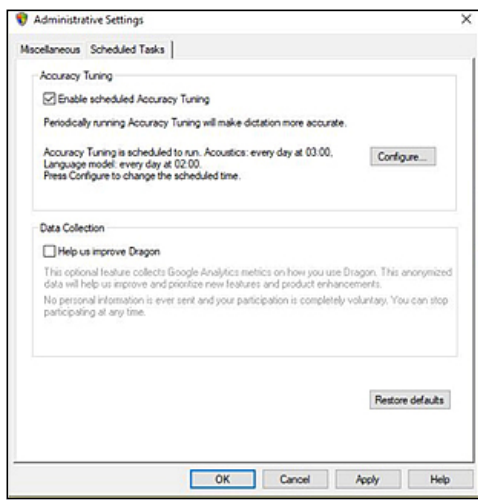 Administrative Settings
Miscellaneous Scheduled Tasks
Accuracy Tuning
Enable scheduled Accuracy Tuning
Periodically running Accuracy Tuning will make dictation more accurate.
Accuracy Tuning is scheduled to run. Acoustics: every day at 03:00,
Language model: every day at 02:00.
Press Configure to change the scheduled time.
Configure...
Data Collection
Help us improve Dragon
This optional feature collects Google Analytics metrics on how you use Dragon. This anonymized
data will help us improve and prioritize new features and product enhancements.
No personal information is ever sent and your participation is completely voluntary. You can stop
participating at any time.
Restore defaults
OK Cancel Apply Help